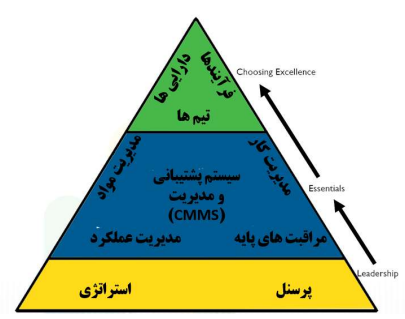 دارایی ها
فرآیندها
تیم ها
Choosing Excellence
مدیریت مواد
مدیریت کار
سیستم پشتیبانی
و مدیریت
(CMMS)
مدیریت عملکرد
مراقبت های پایه
Essentials
Leadership
استراتژی
پرسنل